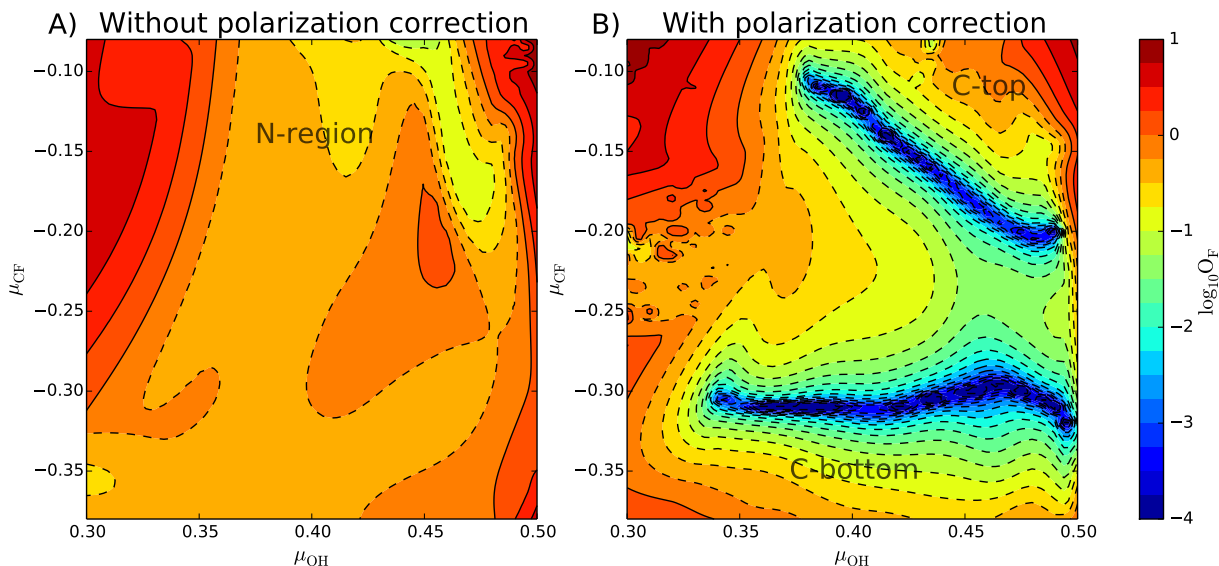 A) Without polarization correction
−0.10
−0.15
−0.20
−0.25
−0.30
−0.35
μCF
N-region
0.30
0.35
0.40
0.45
0.50
μOH
B) With polarization correction
−0.10
−0.15
−0.20
−0.25
−0.30
−0.35
μCF
C-top
C-bottom
0.30
0.35
0.40
0.45
0.50
μOH
1
0
−1
−2
−3
−4
log10OF